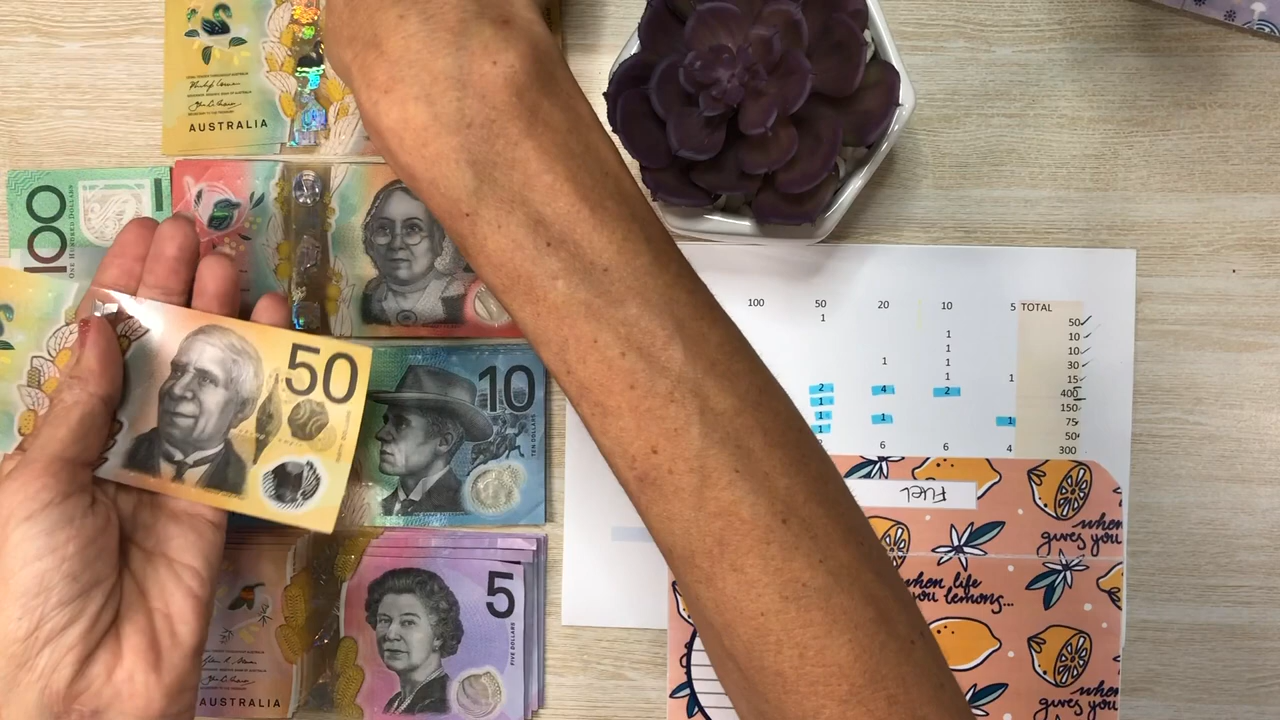 AUSTRALIA
100
ONE HUNDRED DOLLARS
50
10
TEN DOLLARS
5
FIVE DOLLARS
AUSTRALIA
100 50 20 10 5 TOTAL
1 50
1 10
1 10
1 1 30
1 1 15
2 4 2 400
1 150
1 1 1 75
1 50
6 6 4 300
FUEL
when
gives you
when life
you lemons...
when
gives you